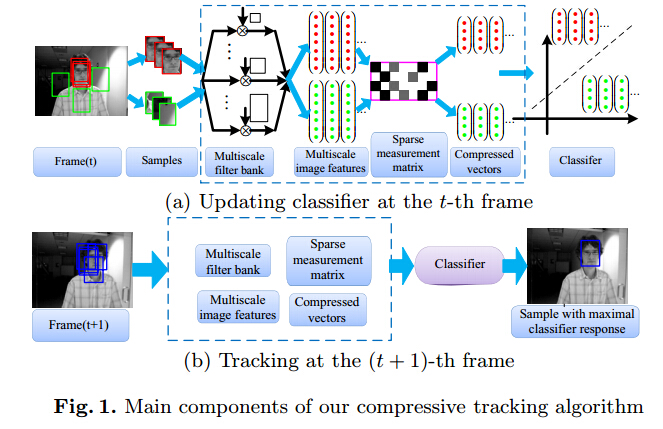 Frame(t)
Samples
Multiscale
filter bank
Multiscale
image features
Sparse
measurement
matrix
Compressed
vectors
Classifer
(a) Updating classifier at the t-th frame
Frame(t+1)
Multiscale
filter bank
Sparse
measurement
matrix
Multiscale
image features
Compressed
vectors
Classifier
Sample with maximal
classifier response
(b) Tracking at the (t + 1)-th frame
Fig. 1. Main components of our compressive tracking algorithm